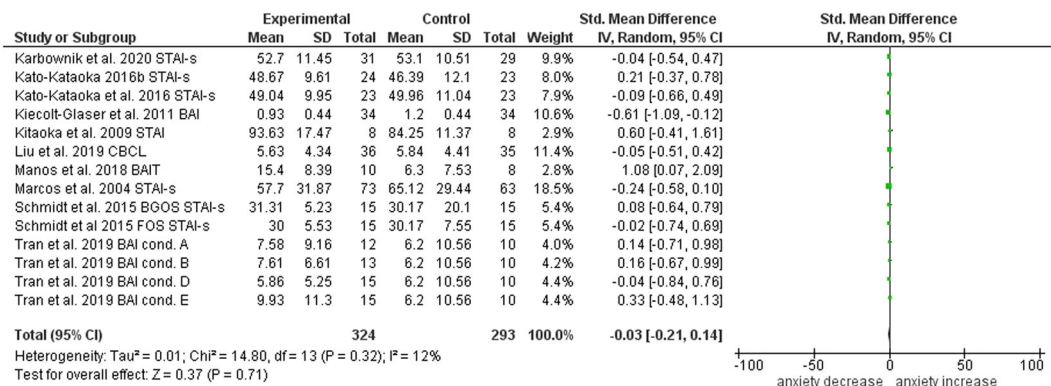 Experimental Control Std. Mean Difference Std. Mean Difference
Study or Subgroup Mean SD Total Mean SD Total Weight IV, Random, 95% CI IV, Random, 95% CI
Karbownik et al. 2020 STAI-s 52.7 11.45 31 53.1 10.51 29 9.9% -0.04 [-0.54, 0.47]
Kato-Kataoka 2016b STAI-s 48.67 9.61 24 46.39 12.1 23 7.9% 0.21 [-0.37, 0.78]
Kato-Kataoka et al. 2016 STAI-s 49.04 9.95 23 49.96 11.04 23 7.9% -0.09 [-0.66, 0.49]
Kiecolt-Glaser et al. 2011 BAI 0.93 0.44 34 1.2 0.44 34 10.6% -0.61 [-1.09, -0.12]
Kitaoka et al. 2009 STAI 93.63 17.47 8 84.25 11.37 8 2.9% 0.60 [-0.41, 1.61]
Liu et al. 2019 CBCL 5.63 4.34 36 5.84 4.41 35 11.4% -0.05 [-0.51, 0.42]
Manos et al. 2018 BAIT 15.4 8.39 10 6.3 7.53 8 2.8% 1.08 [0.07, 2.09]
Marcos et al. 2004 STAI-s 57.7 31.87 73 65.12 29.44 63 18.5% -0.24 [-0.58, 0.10]
Schmidt et al. 2015 BGOS STAI-s 31.31 5.23 15 30.17 20.1 15 5.4% 0.08 [-0.64, 0.79]
Schmidt et al. 2015 FOS STAI-s 30 5.53 15 30.17 7.55 15 5.4% -0.02 [-0.74, 0.69]
Tran et al. 2019 BAI cond. A 7.58 9.16 12 6.2 10.56 10 4.0% 0.14 [-0.71, 0.98]
Tran et al. 2019 BAI cond. B 7.61 6.61 13 6.2 10.56 10 4.2% 0.16 [-0.67, 0.99]
Tran et al. 2019 BAI cond. D 5.86 5.25 15 6.2 10.56 10 4.4% -0.04 [-0.84, 0.76]
Tran et al. 2019 BAI cond. E 9.93 11.3 15 6.2 10.56 10 4.4% 0.33 [-0.48, 1.13]
Total (95% CI) 324 293 100.0% -0.03 [-0.21, 0.14]
Heterogeneity: Tau² = 0.01; Chi² = 14.80, df = 13 (P = 0.32); I² = 12%
Test for overall effect: Z = 0.37 (P = 0.71)
-100 -50 0 50 100
anxiety decrease anxiety increase